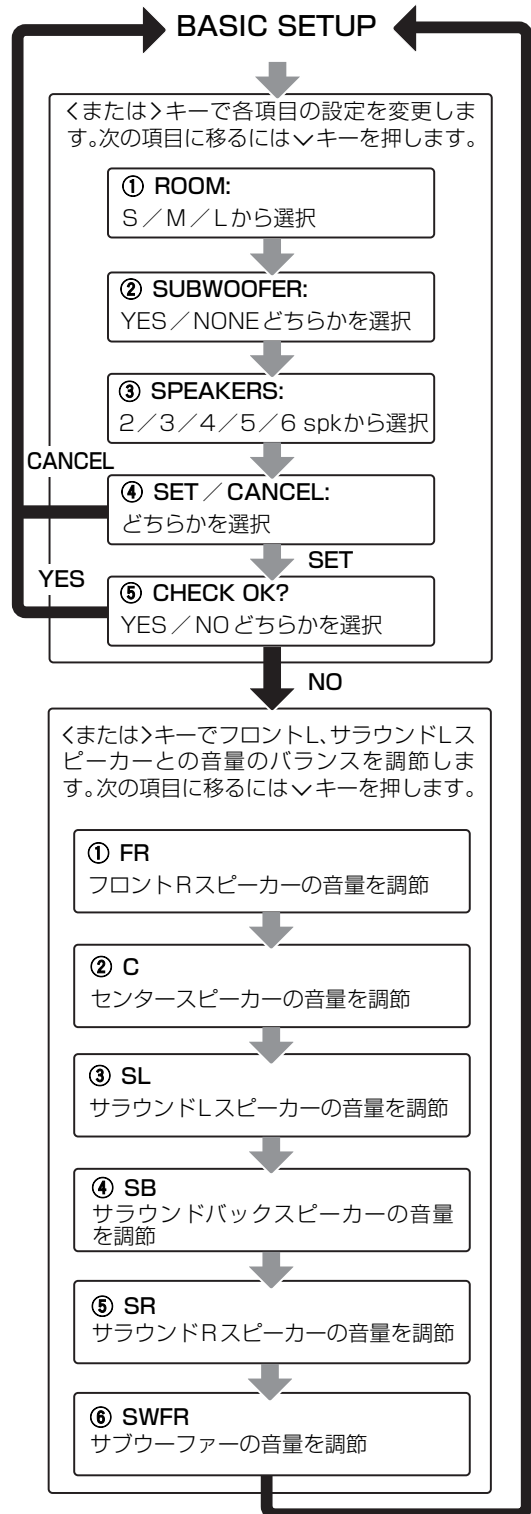 BASIC SETUP
く または 〉キーで各項目の設定を変更しま
す。次の項目に移るには﹀キーを押します。
① ROOM:
S／M／Lから選択
② SUBWOOFER:
YES／NONEどちらかを選択
③ SPEAKERS:
2／3／4／5／6 spkから選択
CANCEL
④ SET／CANCEL:
どちらかを選択
SET
YES
⑤ CHECK OK?
YES／NOどちらかを選択
NO
〈または〉キーでフロントL、サラウンドLス
ピーカーとの音量のバランスを調節しま
す。次の項目に移るには﹀キーを押します。
① FR
フロントRスピーカーの音量を調節
② C
センタースピーカーの音量を調節
③ SL
サラウンドLスピーカーの音量を調節
④ SB
サラウンドバックスピーカーの音量
を調節
⑤ SR
サラウンドRスピーカーの音量を調節
⑥ SWFR
サブウーファーの音量を調節